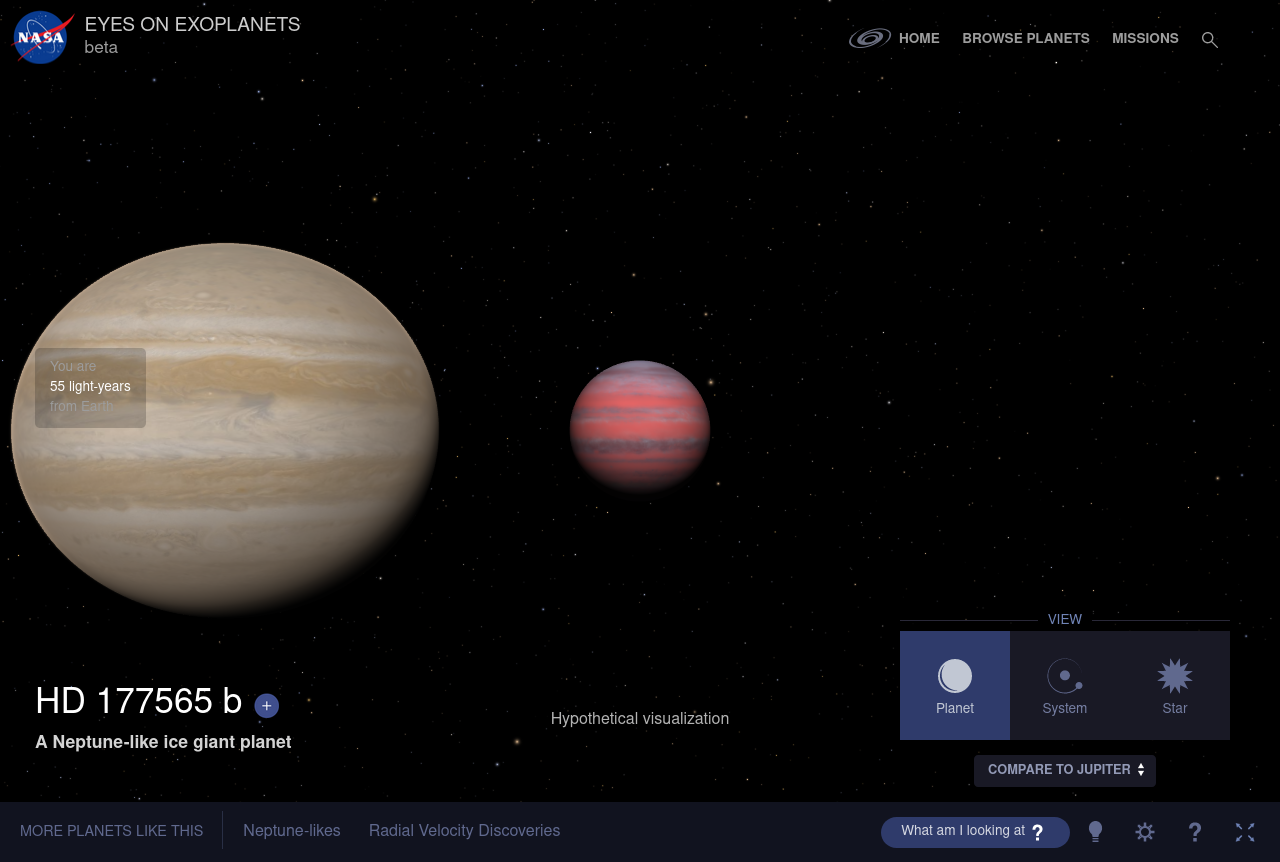 NASA
EYES ON EXOPLANETS
beta
HOME
BROWSE PLANETS
MISSIONS
You are
55 light-years
from Earth.
HD 177565 b
+
A Neptune-like ice giant planet
Hypothetical visualization
VIEW
Planet
System
Star
COMPARE TO JUPITER
MORE PLANETS LIKE THIS
Neptune-likes
Radial Velocity Discoveries
What am I looking at ?
?